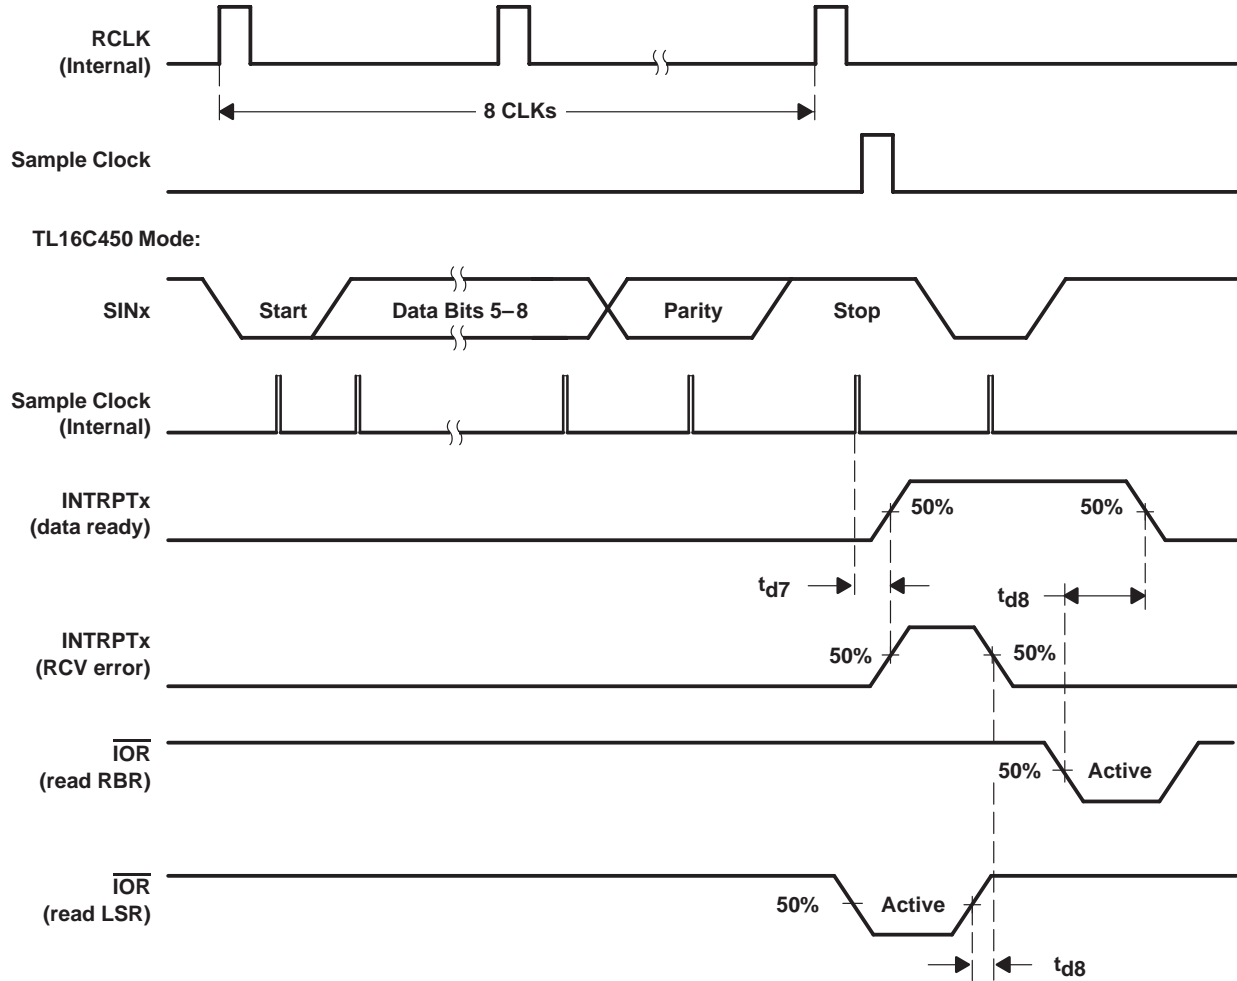 RCLK
(Internal)
8 CLKs
Sample Clock
TL16C450 Mode:
SINx
Start
Data Bits 5–8
Parity
Stop
Sample Clock
(Internal)
INTRPTx
(data ready)
50%
50%
td7
td8
INTRPTx
(RCV error)
50%
50%
IOR
(read RBR)
50%
Active
IOR
(read LSR)
50%
Active
td8